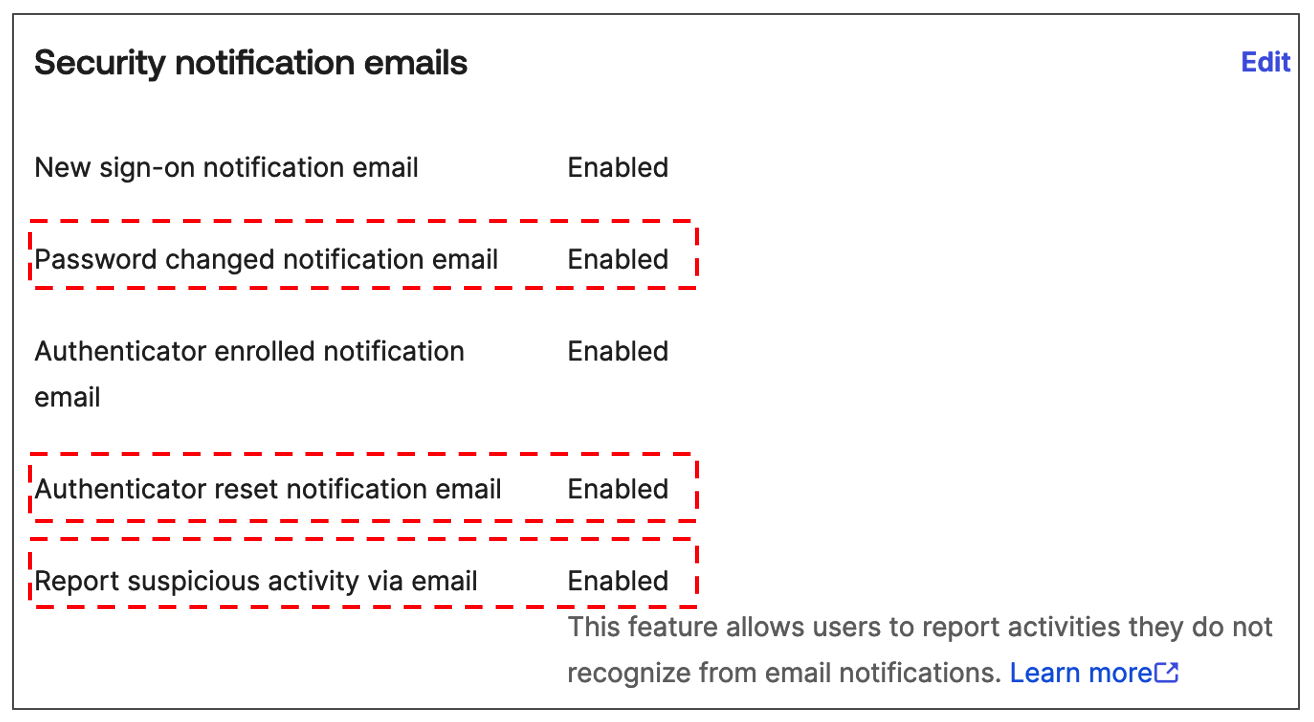 Security notification emails
Edit
New sign-on notification email Enabled
Password changed notification email Enabled
Authenticator enrolled notification Enabled
email
Authenticator reset notification email Enabled
Report suspicious activity via email Enabled
This feature allows users to report activities they do not
recognize from email notifications. Learn more